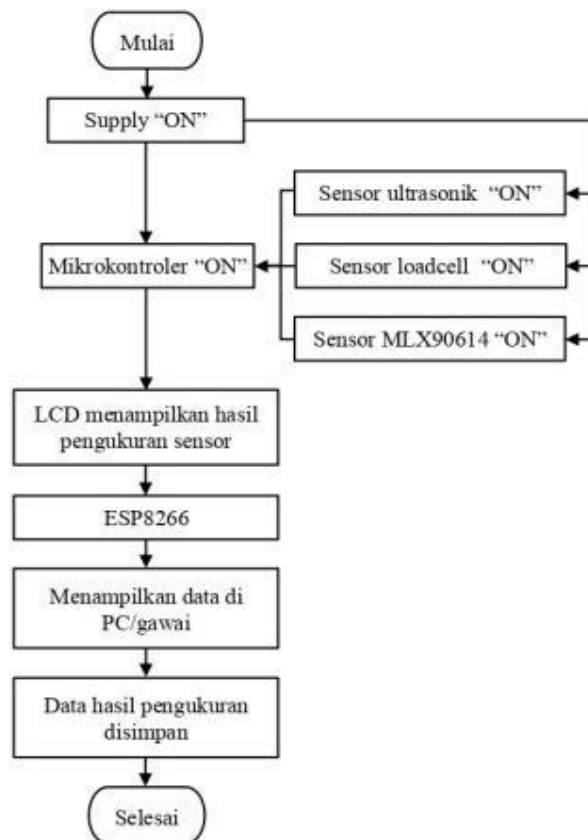 Mulai
Supply “ON”
Sensor ultrasonik “ON”
Mikrokontroler “ON”
Sensor loadcell “ON”
Sensor MLX90614 “ON”
LCD menampilkan hasil
pengukuran sensor
ESP8266
Menampilkan data di
PC/gawai
Data hasil pengukuran
disimpan
Selesai